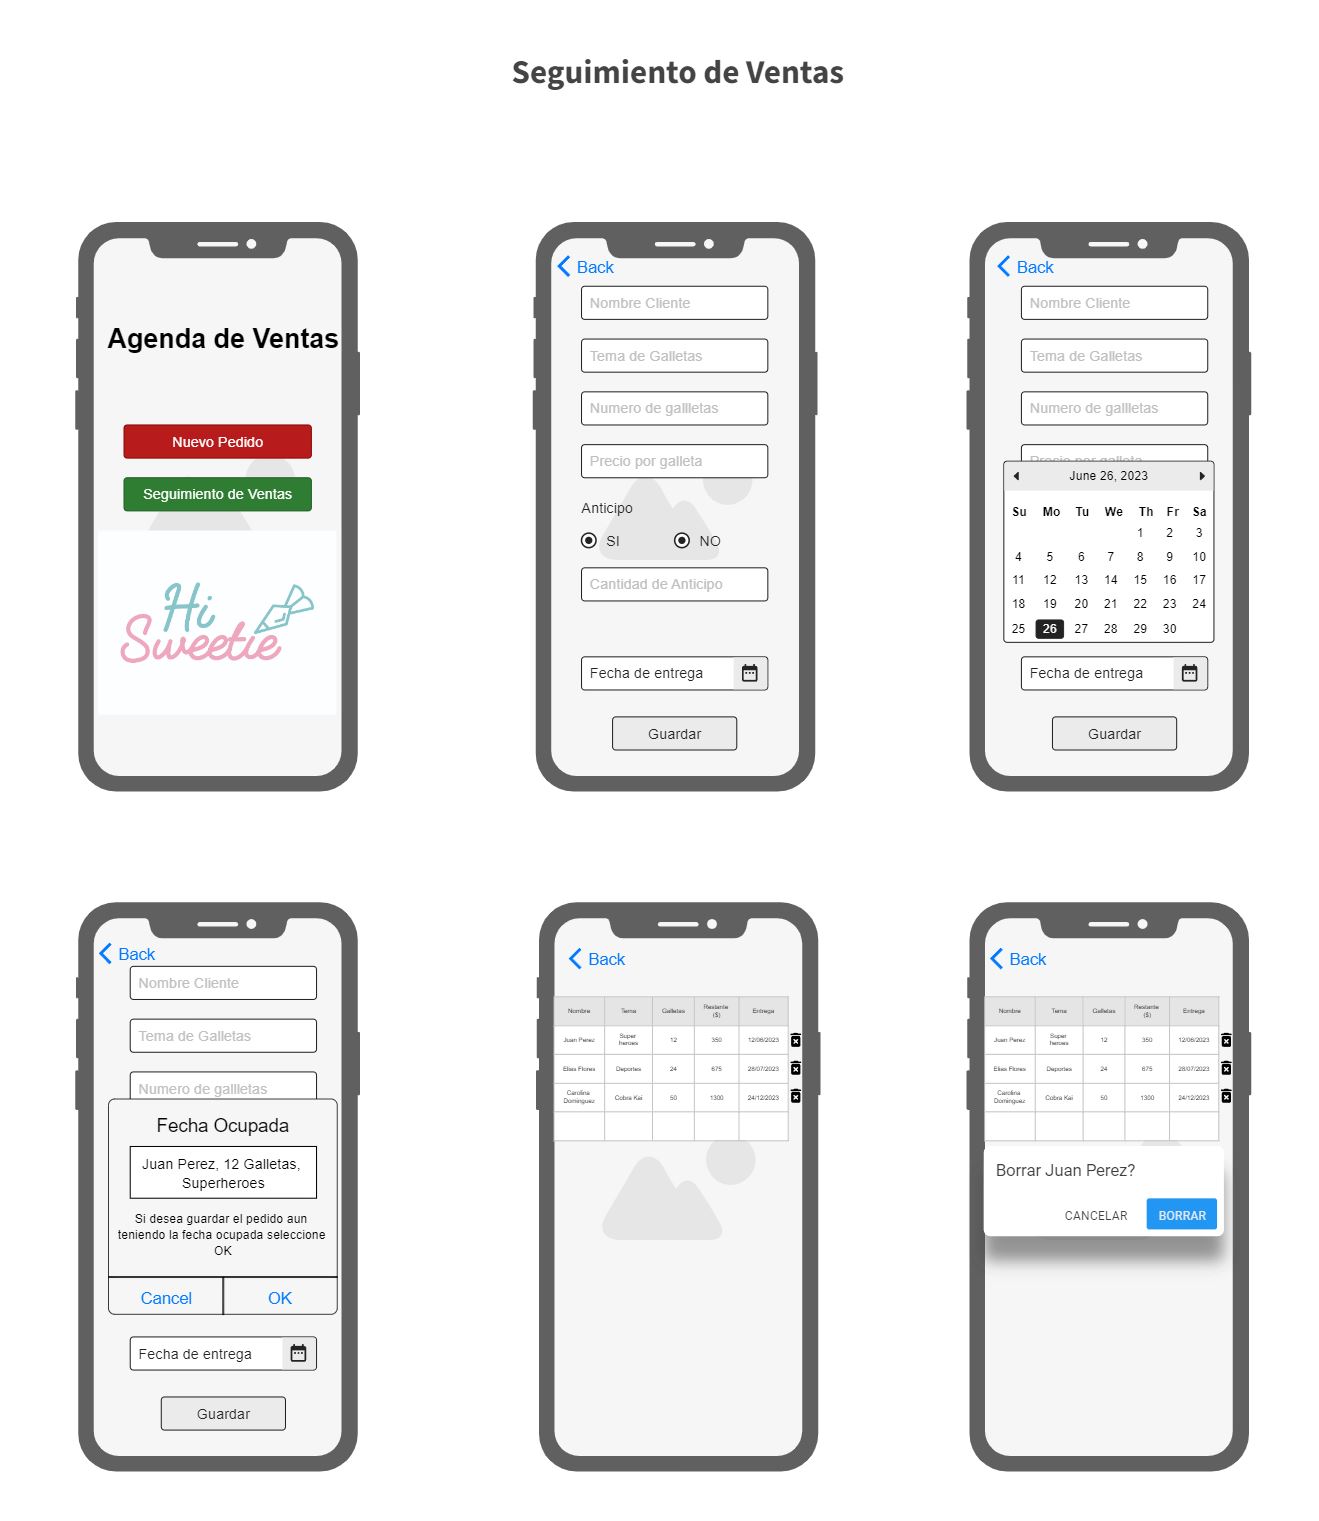 Seguimiento de Ventas
Agenda de Ventas
Nuevo Pedido
Seguimiento de Ventas
Hi
Sweetie
Back
Nombre Cliente
Tema de Galletas
Numero de gallletas
Precio por galleta
Anticipo
SI NO
Cantidad de Anticipo
Fecha de entrega
Guardar
Back
Nombre Cliente
Tema de Galletas
Numero de gallletas
Precio por galleta
June 26, 2023
Su Mo Tu We Th Fr Sa
1 2 3
4 5 6 7 8 9 10
11 12 13 14 15 16 17
18 19 20 21 22 23 24
25 26 27 28 29 30
Fecha de entrega
Guardar
Back
Nombre Cliente
Tema de Galletas
Numero de gallletas
Fecha Ocupada
Juan Perez, 12 Galletas,
Superheroes
Si desea guardar el pedido aun
teniendo la fecha ocupada seleccione
OK
Cancel OK
Fecha de entrega
Guardar
Back
Nombre Tema Galletas Restante ($) Entrega
Juan Perez Super heroes 12 350 12/06/2023
Elias Flores Deportes 24 675 28/07/2023
Carolina Dominguez Cobra Kai 50 1300 24/12/2023
Back
Nombre Tema Galletas Restante ($) Entrega
Juan Perez Super heroes 12 350 12/06/2023
Elias Flores Deportes 24 675 28/07/2023
Carolina Dominguez Cobra Kai 50 1300 24/12/2023
Borrar Juan Perez?
CANCELAR BORRAR